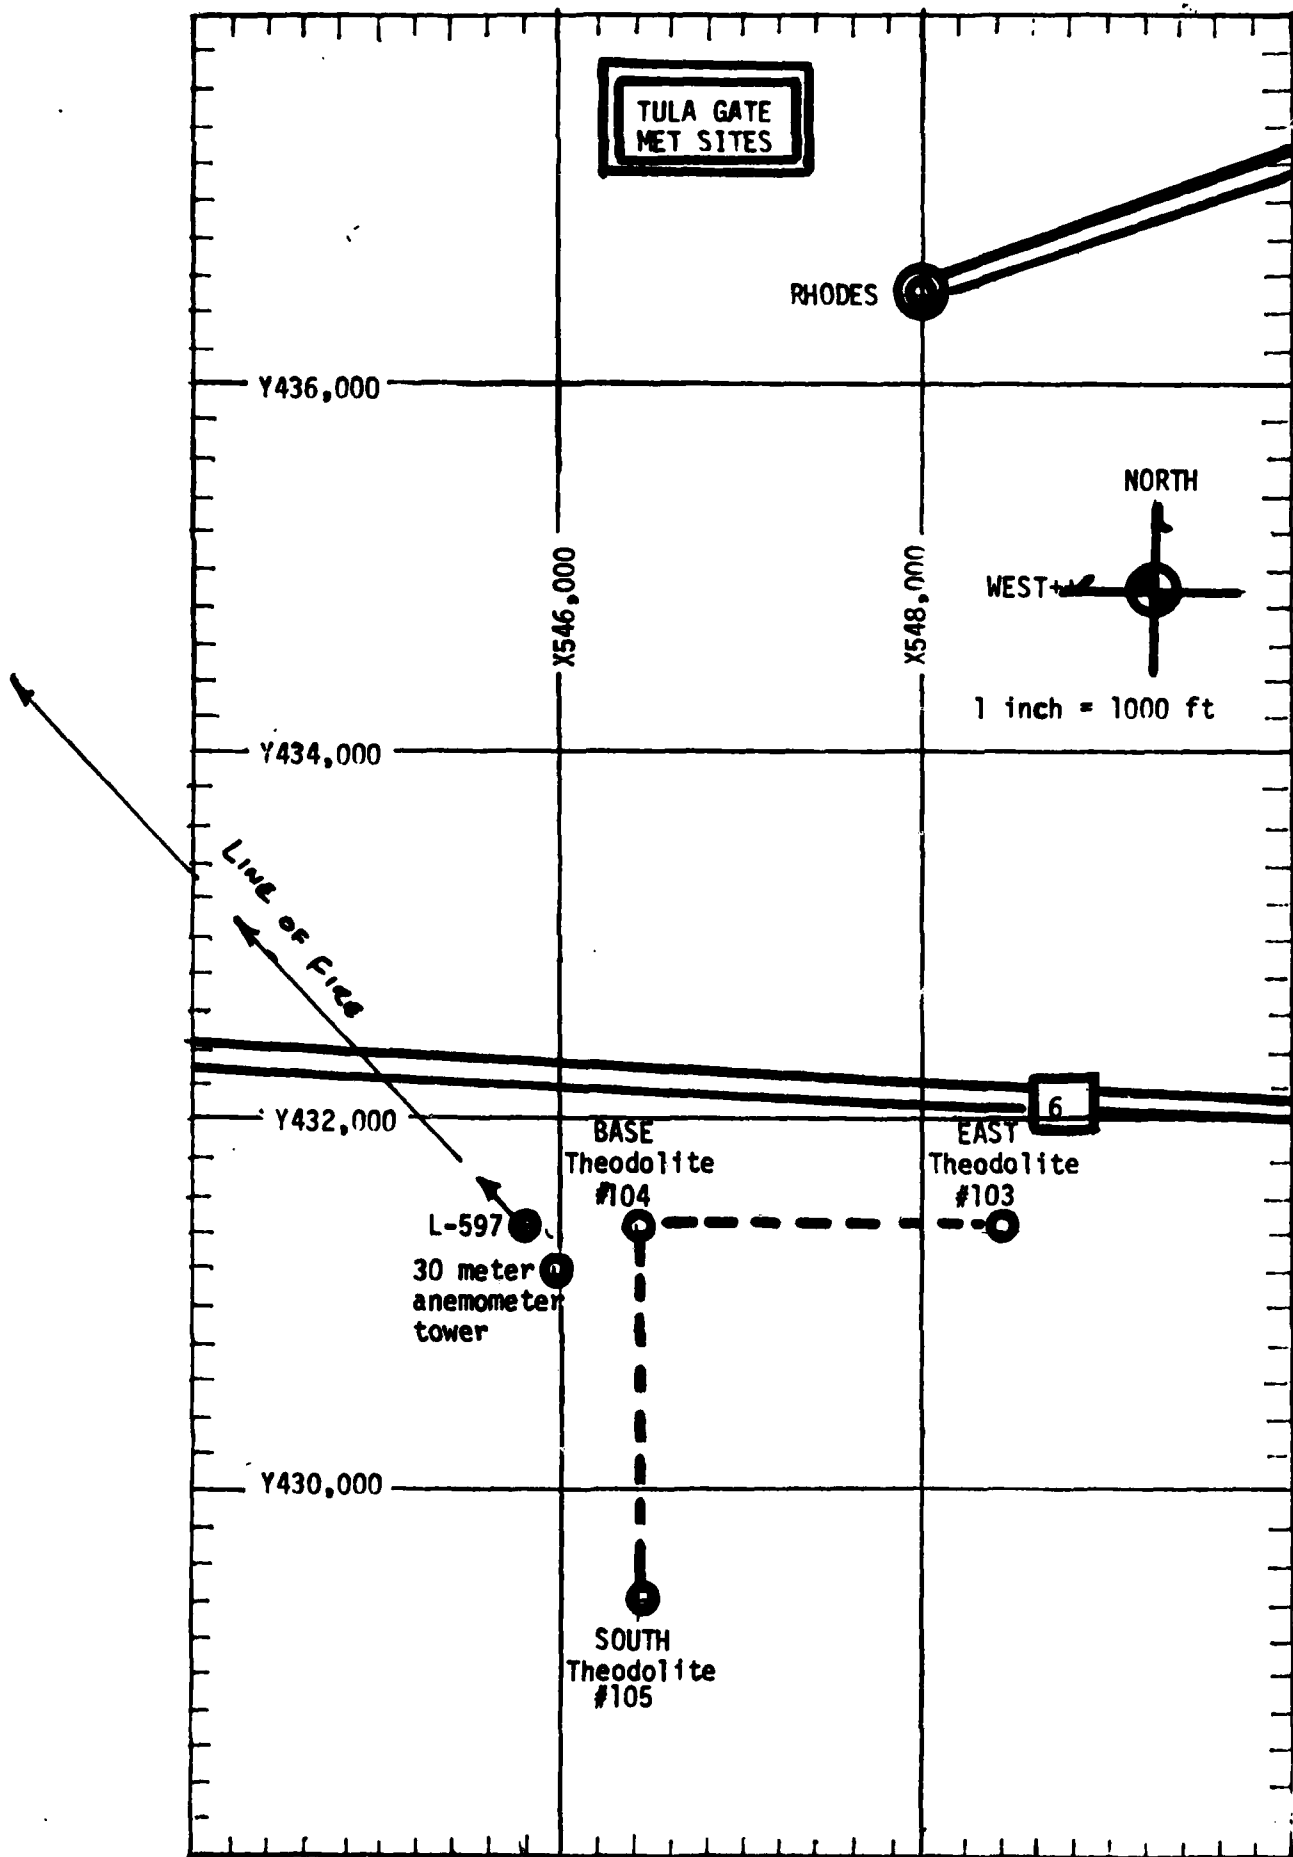 TULA GATE
MET SITES
RHODES
Y436,000
NORTH
X546,000
X548,000
WEST
1 inch = 1000 ft
Y434,000
LINE OF FIRE
6
Y432,000
BASE
Theodolite
#104
EAST
Theodolite
#103
L-597
30 meter
anemometer
tower
Y430,000
SOUTH
Theodolite
#105